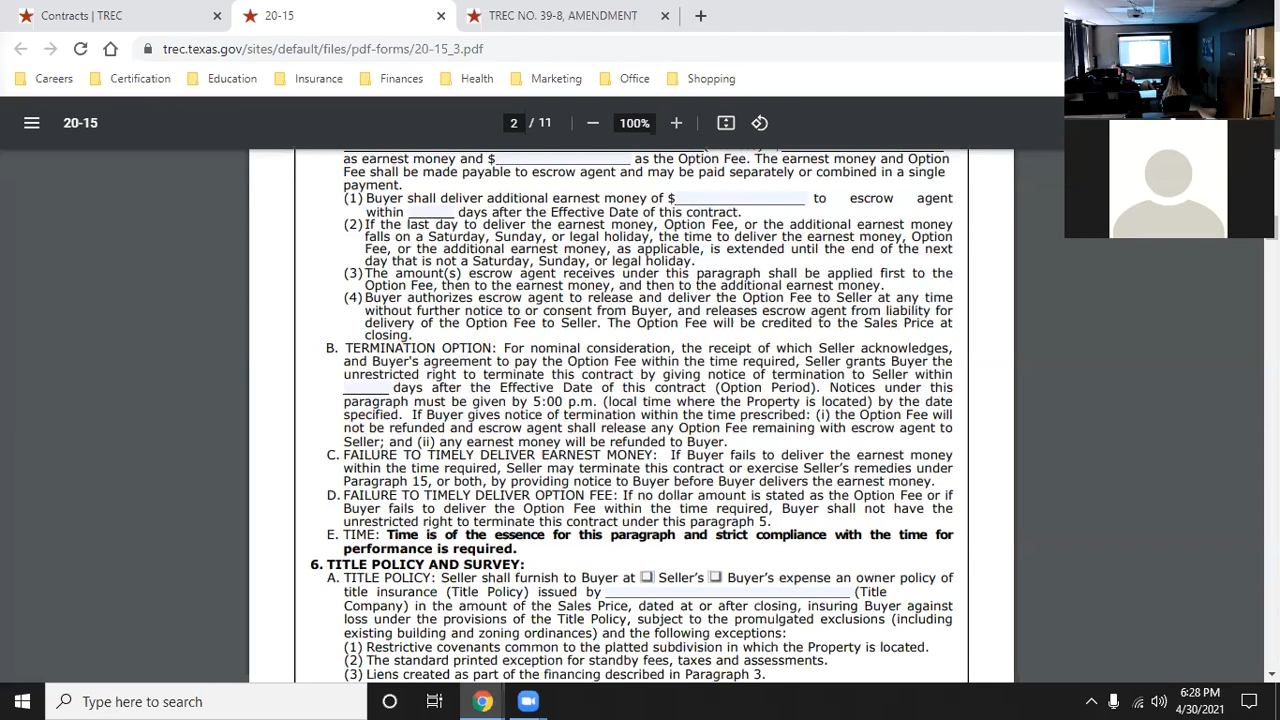 Contracts | TREC
20-15
TREC NO. 39-8, AMENDMENT
trec.texas.gov/sites/default/files/pdf-forms/20-15_3.pdf
Careers Certification Education Insurance Finances Health Marketing Office Shopping
20-15 2 / 11 100%
as earnest money and $ as the Option Fee. The earnest money and Option
Fee shall be made payable to escrow agent and may be paid separately or combined in a single
payment.
(1) Buyer shall deliver additional earnest money of $ to escrow agent
within days after the Effective Date of this contract.
(2) If the last day to deliver the earnest money, Option Fee, or the additional earnest money
falls on a Saturday, Sunday, or legal holiday, the time to deliver the earnest money, Option
Fee, or the additional earnest money, as applicable, is extended until the end of the next
day that is not a Saturday, Sunday, or legal holiday.
(3) The amount(s) escrow agent receives under this paragraph shall be applied first to the
Option Fee, then to the earnest money, and then to the additional earnest money.
(4) Buyer authorizes escrow agent to release and deliver the Option Fee to Seller at any time
without further notice to or consent from Buyer, and releases escrow agent from liability for
delivery of the Option Fee to Seller. The Option Fee will be credited to the Sales Price at
closing.
B. TERMINATION OPTION: For nominal consideration, the receipt of which Seller acknowledges,
and Buyer's agreement to pay the Option Fee within the time required, Seller grants Buyer the
unrestricted right to terminate this contract by giving notice of termination to Seller within
days after the Effective Date of this contract (Option Period). Notices under this
paragraph must be given by 5:00 p.m. (local time where the Property is located) by the date
specified. If Buyer gives notice of termination within the time prescribed: (i) the Option Fee will
not be refunded and escrow agent shall release any Option Fee remaining with escrow agent to
Seller; and (ii) any earnest money will be refunded to Buyer.
C. FAILURE TO TIMELY DELIVER EARNEST MONEY: If Buyer fails to deliver the earnest money
within the time required, Seller may terminate this contract or exercise Seller's remedies under
Paragraph 15, or both, by providing notice to Buyer before Buyer delivers the earnest money.
D. FAILURE TO TIMELY DELIVER OPTION FEE: If no dollar amount is stated as the Option Fee or if
Buyer fails to deliver the Option Fee within the time required, Buyer shall not have the
unrestricted right to terminate this contract under this paragraph 5.
E. TIME: Time is of the essence for this paragraph and strict compliance with the time for
performance is required.
6. TITLE POLICY AND SURVEY:
A. TITLE POLICY: Seller shall furnish to Buyer at Seller's Buyer's expense an owner policy of
title insurance (Title Policy) issued by (Title
Company) in the amount of the Sales Price, dated at or after closing, insuring Buyer against
loss under the provisions of the Title Policy, subject to the promulgated exclusions (including
existing building and zoning ordinances) and the following exceptions:
(1) Restrictive covenants common to the platted subdivision in which the Property is located.
(2) The standard printed exception for standby fees, taxes and assessments.
(3) Liens created as part of the financing described in Paragraph 3.
Type here to search
6:28 PM
4/30/2021